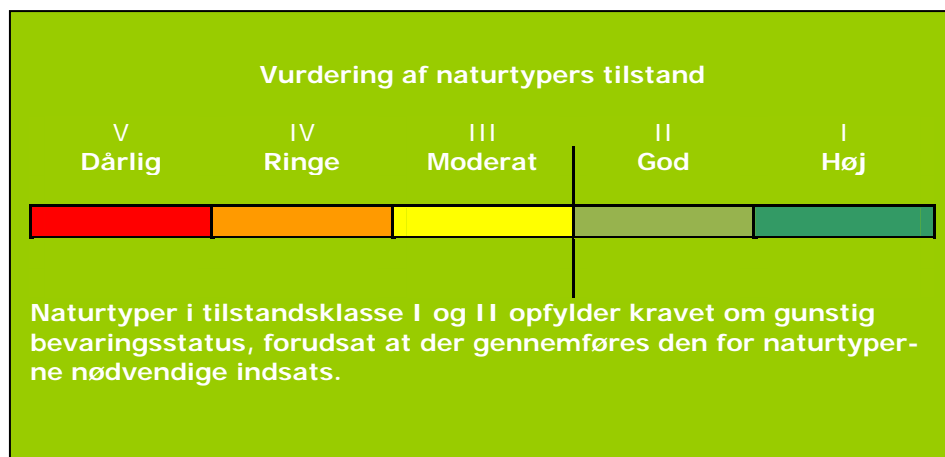 Vurdering af naturtypers tilstand
V IV III II I
Dårlig Ringe Moderat God Høj
Naturtyper i tilstandsklasse I og II opfylder kravet om gunstig
bevaringsstatus, forudsat at der gennemføres den for naturtyper-
ne nødvendige indsats.